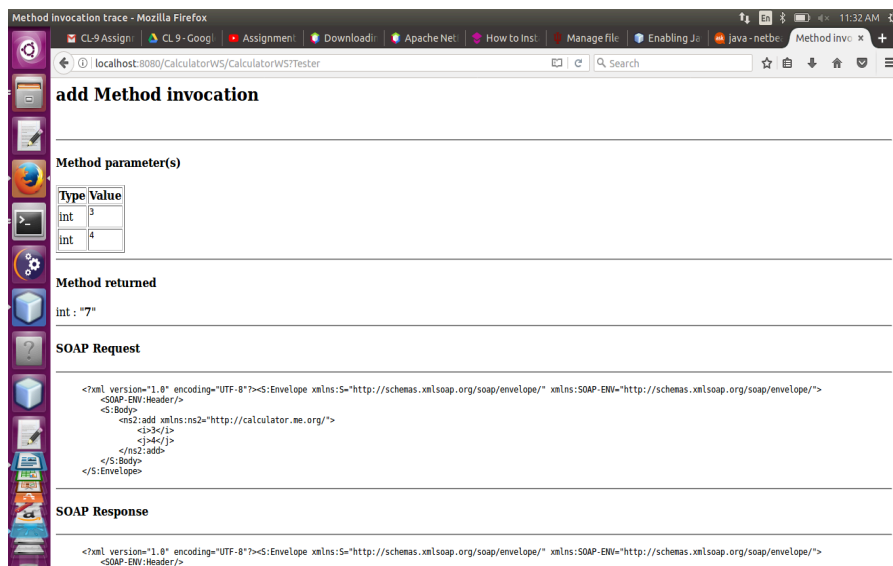 Method invocation trace - Mozilla Firefox
En
11:32 AM
CL-9 Assign
CL 9 - Googl
Assignment
Downloadin
Apache Net
How to Inst
Manage file
Enabling Ja
java - netbe
Method invo
localhost:8080/CalculatorWS/CalculatorWS?Tester
Search
add Method invocation
Method parameter(s)
Type Value
int 3
int 4
Method returned
int : "7"
SOAP Request
<?xml version="1.0" encoding="UTF-8"?><S:Envelope xmlns:S="http://schemas.xmlsoap.org/soap/envelope/" xmlns:SOAP-ENV="http://schemas.xmlsoap.org/soap/envelope/">
<SOAP-ENV:Header/>
<S:Body>
<ns2:add xmlns:ns2="http://calculator.me.org/">
<i>3</i>
<j>4</j>
</ns2:add>
</S:Body>
</S:Envelope>
SOAP Response
<?xml version="1.0" encoding="UTF-8"?><S:Envelope xmlns:S="http://schemas.xmlsoap.org/soap/envelope/" xmlns:SOAP-ENV="http://schemas.xmlsoap.org/soap/envelope/">
<SOAP-ENV:Header/>